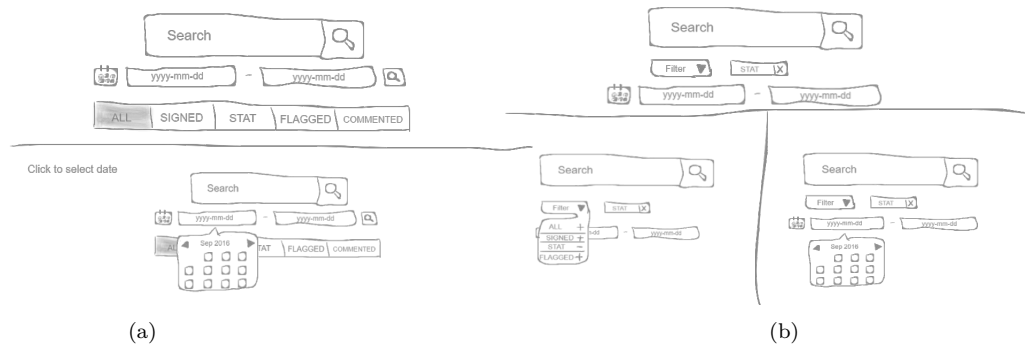 Search
yyyy-mm-dd – yyyy-mm-dd
ALL SIGNED STAT FLAGGED COMMENTED
Click to select date
Search
yyyy-mm-dd – yyyy-mm-dd
Sep 2016
TAT FLAGGED COMMENTED
(a)
Search
Filter STAT X
yyyy-mm-dd – yyyy-mm-dd
Search
Filter STAT X
ALL +
SIGNED +
STAT –
FLAGGED +
yyyy-mm-dd
Search
Filter STAT X
yyyy-mm-dd – yyyy-mm-dd
Sep 2016
(b)